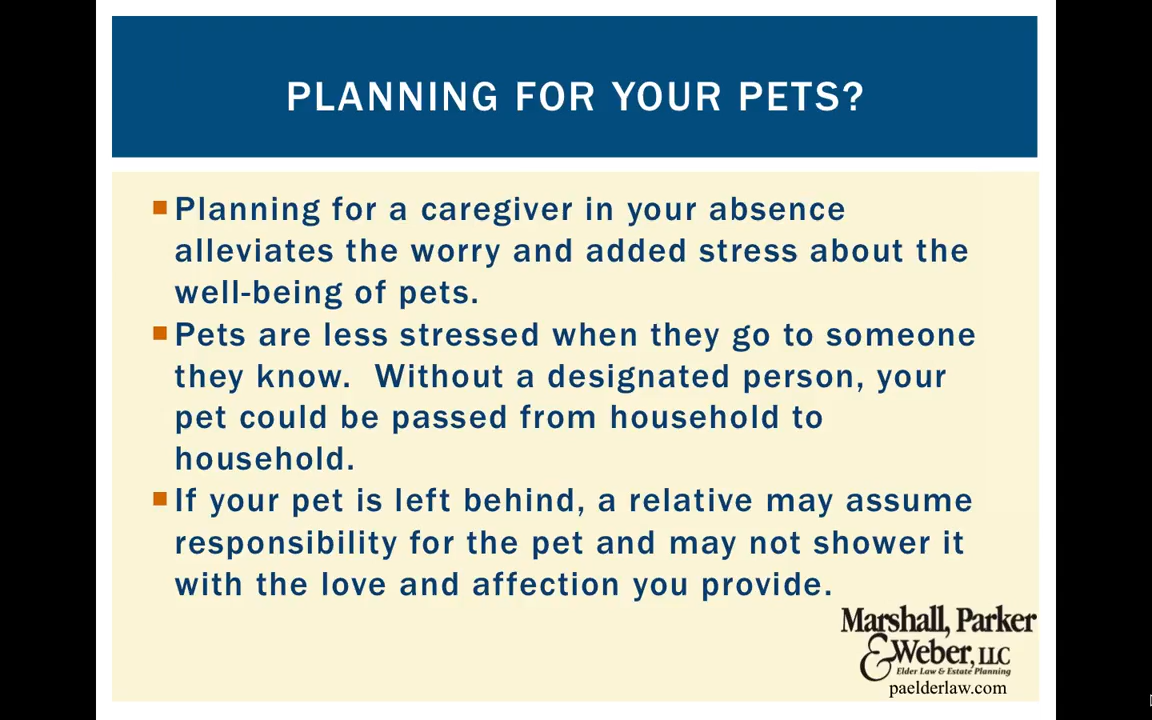 PLANNING FOR YOUR PETS?
Planning for a caregiver in your absence
alleviates the worry and added stress about the
well-being of pets.
Pets are less stressed when they go to someone
they know.  Without a designated person, your
pet could be passed from household to
household.
If your pet is left behind, a relative may assume
responsibility for the pet and may not shower it
with the love and affection you provide.
Marshall, Parker
& Weber, LLC
Elder Law & Estate Planning
paelderlaw.com